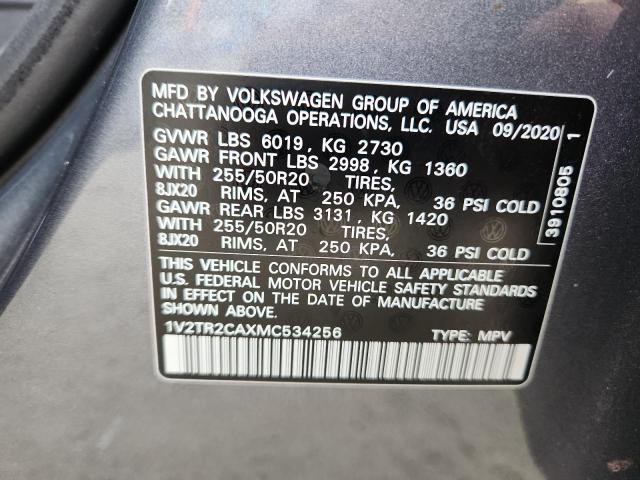 MFD BY VOLKSWAGEN GROUP OF AMERICA
CHATTANOOGA OPERATIONS, LLC. USA 09/2020
GVWR LBS 6019, KG 2730
GAWR FRONT LBS 2998, KG 1360
WITH 255/50R20 TIRES,
8JX20 RIMS, AT 250 KPA, 36 PSI COLD
GAWR REAR LBS 3131, KG 1420
WITH 255/50R20 TIRES,
8JX20 RIMS, AT 250 KPA, 36 PSI COLD
THIS VEHICLE CONFORMS TO ALL APPLICABLE
U.S. FEDERAL MOTOR VEHICLE SAFETY STANDARDS
IN EFFECT ON THE DATE OF MANUFACTURE
SHOWN ABOVE.
1V2TR2CAXMC534256 TYPE: MPV
3910805 1